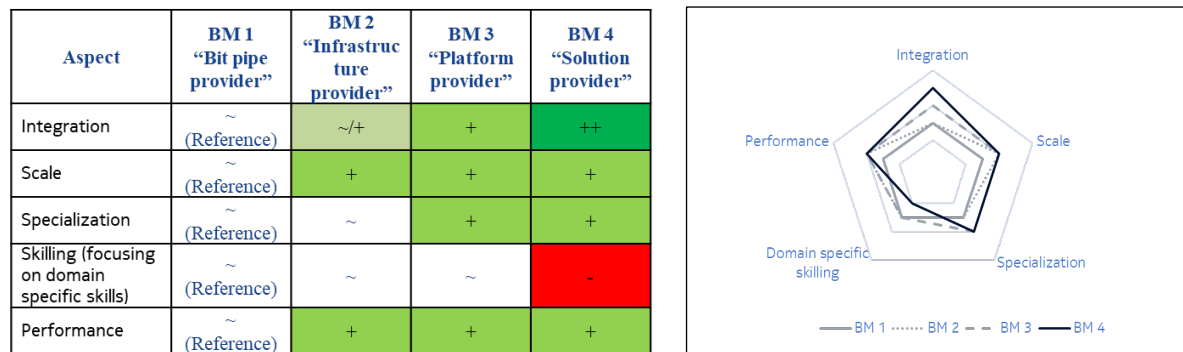 Aspect
BM 1
“Bit pipe
provider”
BM 2
“Infrastruc
ture
provider”
BM 3
“Platform
provider”
BM 4
“Solution
provider”
Integration
~
(Reference)
~/+
+
++
Scale
~
(Reference)
+
+
+
Specialization
~
(Reference)
~
+
+
Skilling (focusing
on domain
specific skills)
~
(Reference)
~
~
-
Performance
~
(Reference)
+
+
+
Integration
Performance
Scale
Domain specific
skilling
Specialization
BM 1
BM 2
BM 3
BM 4